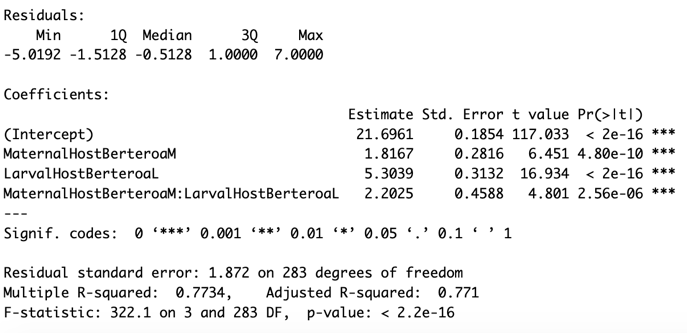 Residuals:
    Min      1Q  Median      3Q     Max
-5.0192 -1.5128 -0.5128  1.0000  7.0000

Coefficients:
                                 Estimate Std. Error t value Pr(>|t|)
(Intercept)                       21.6961     0.1854 117.033  < 2e-16 ***
MaternalHostBerteroaM              1.8167     0.2816   6.451 4.80e-10 ***
LarvalHostBerteroaL                5.3039     0.3132  16.934  < 2e-16 ***
MaternalHostBerteroaM:LarvalHostBerteroaL   2.2025     0.4588   4.801 2.56e-06 ***
---
Signif. codes:  0 ‘***’ 0.001 ‘**’ 0.01 ‘*’ 0.05 ‘.’ 0.1 ‘ ’ 1

Residual standard error: 1.872 on 283 degrees of freedom
Multiple R-squared:  0.7734,    Adjusted R-squared:  0.771
F-statistic: 322.1 on 3 and 283 DF,  p-value: < 2.2e-16